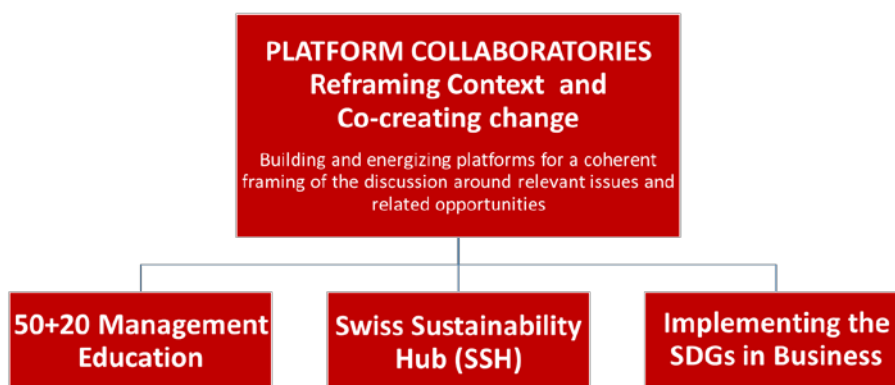 PLATFORM COLLABORATORIES
Reframing Context and
Co-creating change
Building and energizing platforms for a coherent
framing of the discussion around relevant issues and
related opportunities
50+20 Management
Education
Swiss Sustainability
Hub (SSH)
Implementing the
SDGs in Business